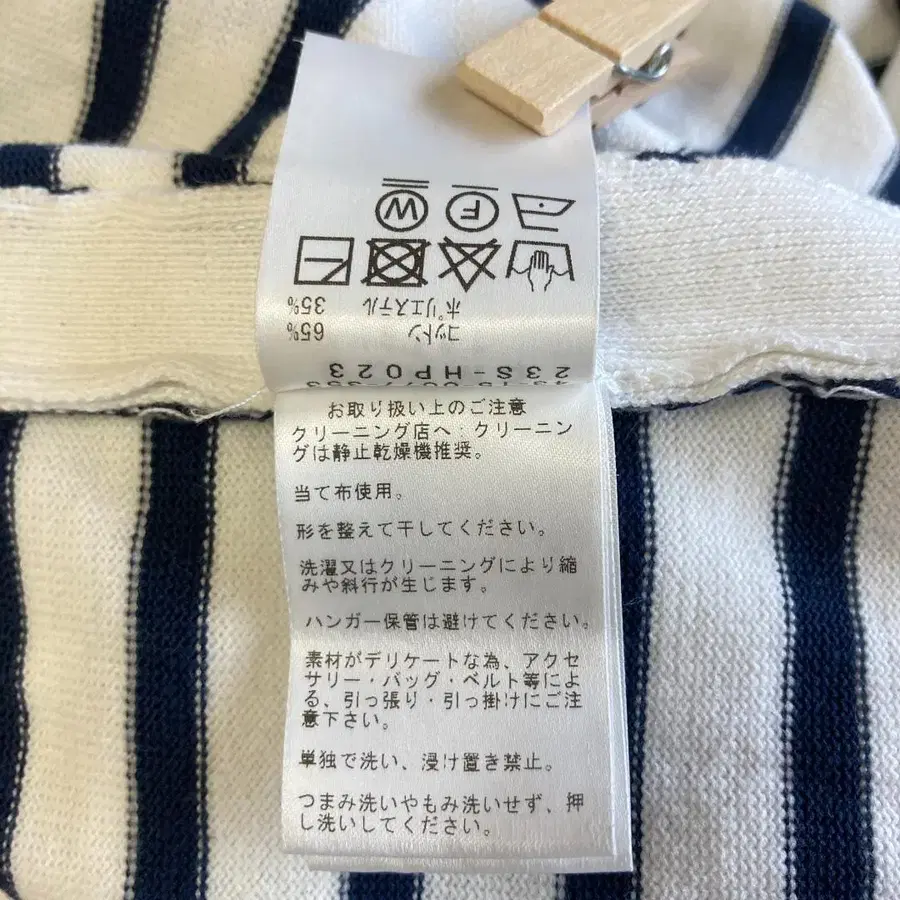 23S-HP023
コットン 65%
ポリエステル 35%
F W
お取り扱い上のご注意
クリーニング店へ：クリーニン
グは静止乾燥機推奨。
当て布使用。
形を整えて干してください。
洗濯又はクリーニングにより縮
みや斜行が生じます。
ハンガー保管は避けてください。
素材がデリケートな為、アクセ
サリー・バッグ・ベルト等によ
る、引っ張り・引っ掛けにご注
意下さい。
単独で洗い、浸け置き禁止。
つまみ洗いやもみ洗いせず、押
し洗いしてください。